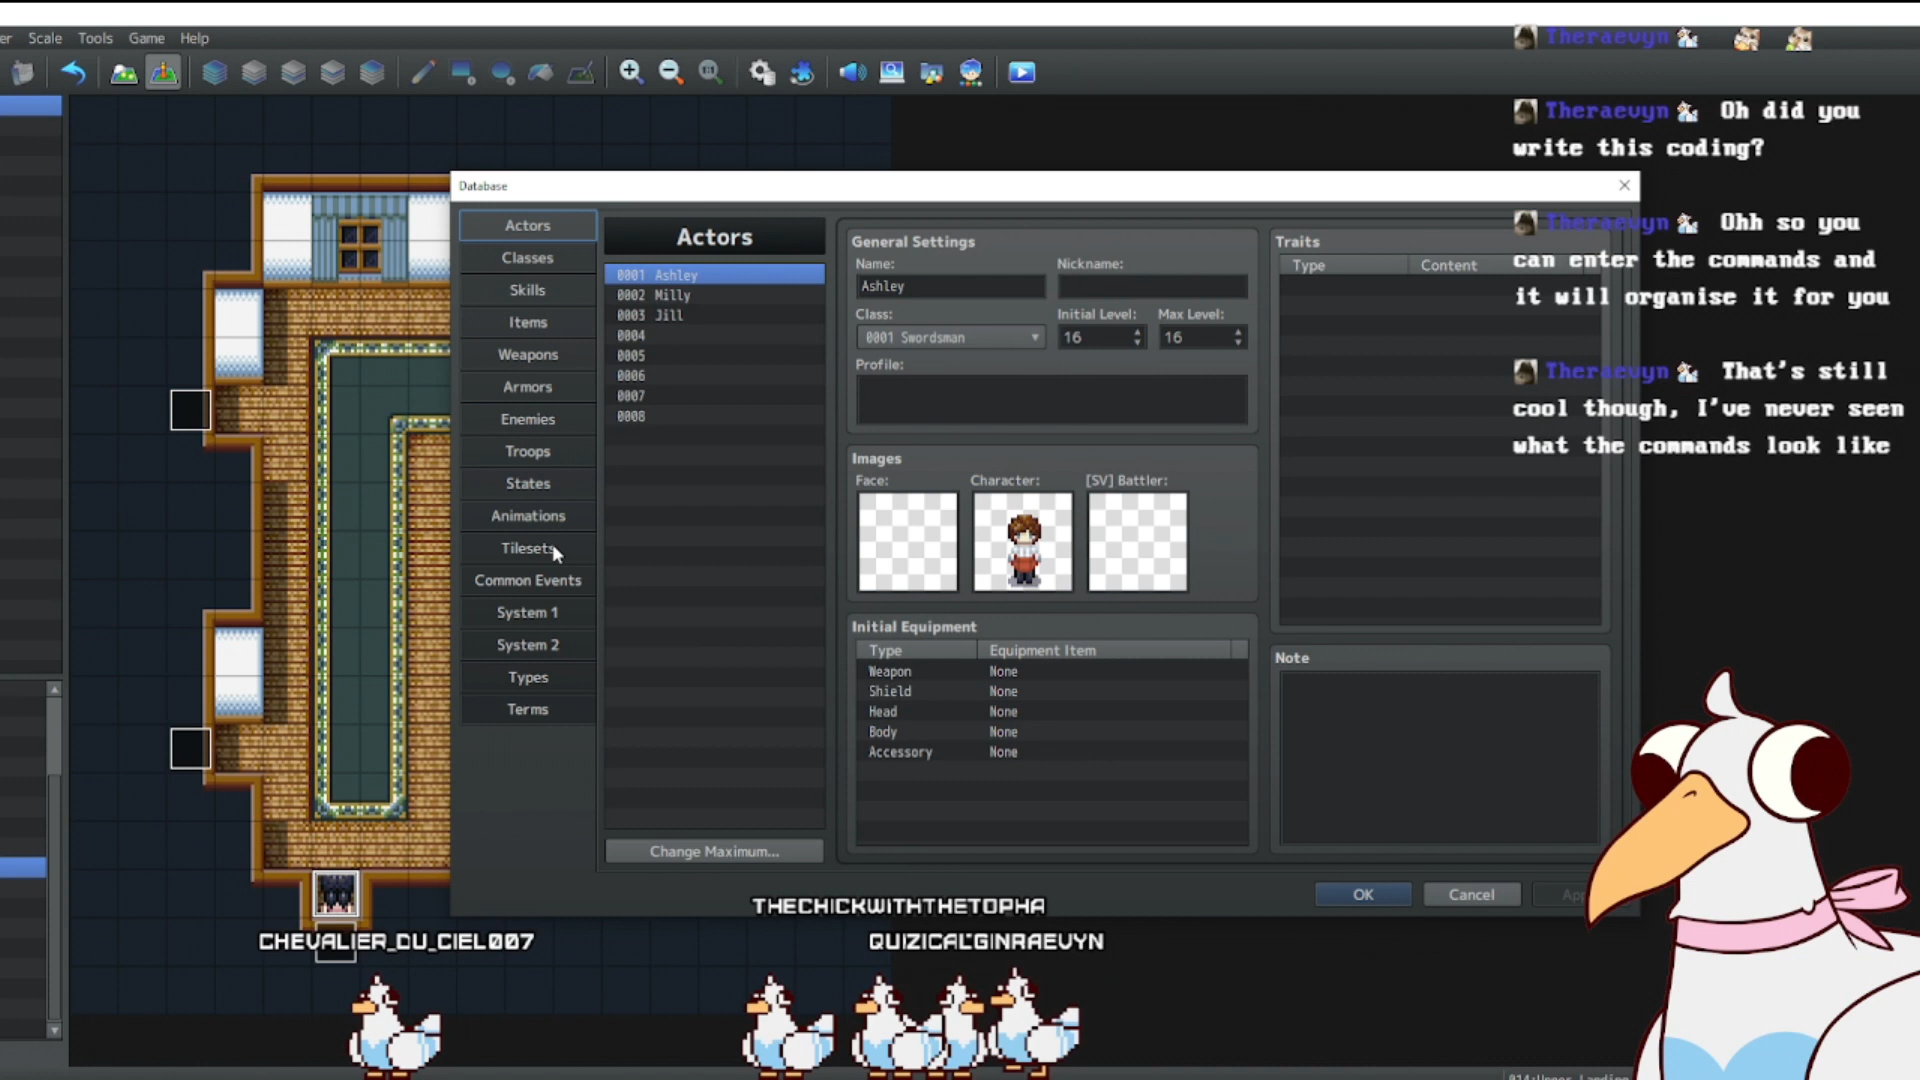 er Scale Tools Game Help
Theraevyn
Theraevyn Oh did you
write this coding?
Database
Actors
Classes
Skills
Items
Weapons
Armors
Enemies
Troops
States
Animations
Tilesets
Common Events
System 1
System 2
Types
Terms
Actors
0001 Ashley
0002 Milly
0003 Jill
0004
0005
0006
0007
0008
Change Maximum...
General Settings
Name: Nickname:
Ashley
Class: Initial Level: Max Level:
0001 Swordsman 16 16
Profile:
Images
Face: Character: [SV] Battler:
Initial Equipment
Type Equipment Item
Weapon None
Shield None
Head None
Body None
Accessory None
Traits
Type Content
Note
Theraevyn Ohh so you
can enter the commands and
it will organise it for you
Theraevyn That's still
cool though, I've never seen
what the commands look like
OK Cancel
THECHICKWITHTHETOPHA
CHEVALIER_DU_CIEL007